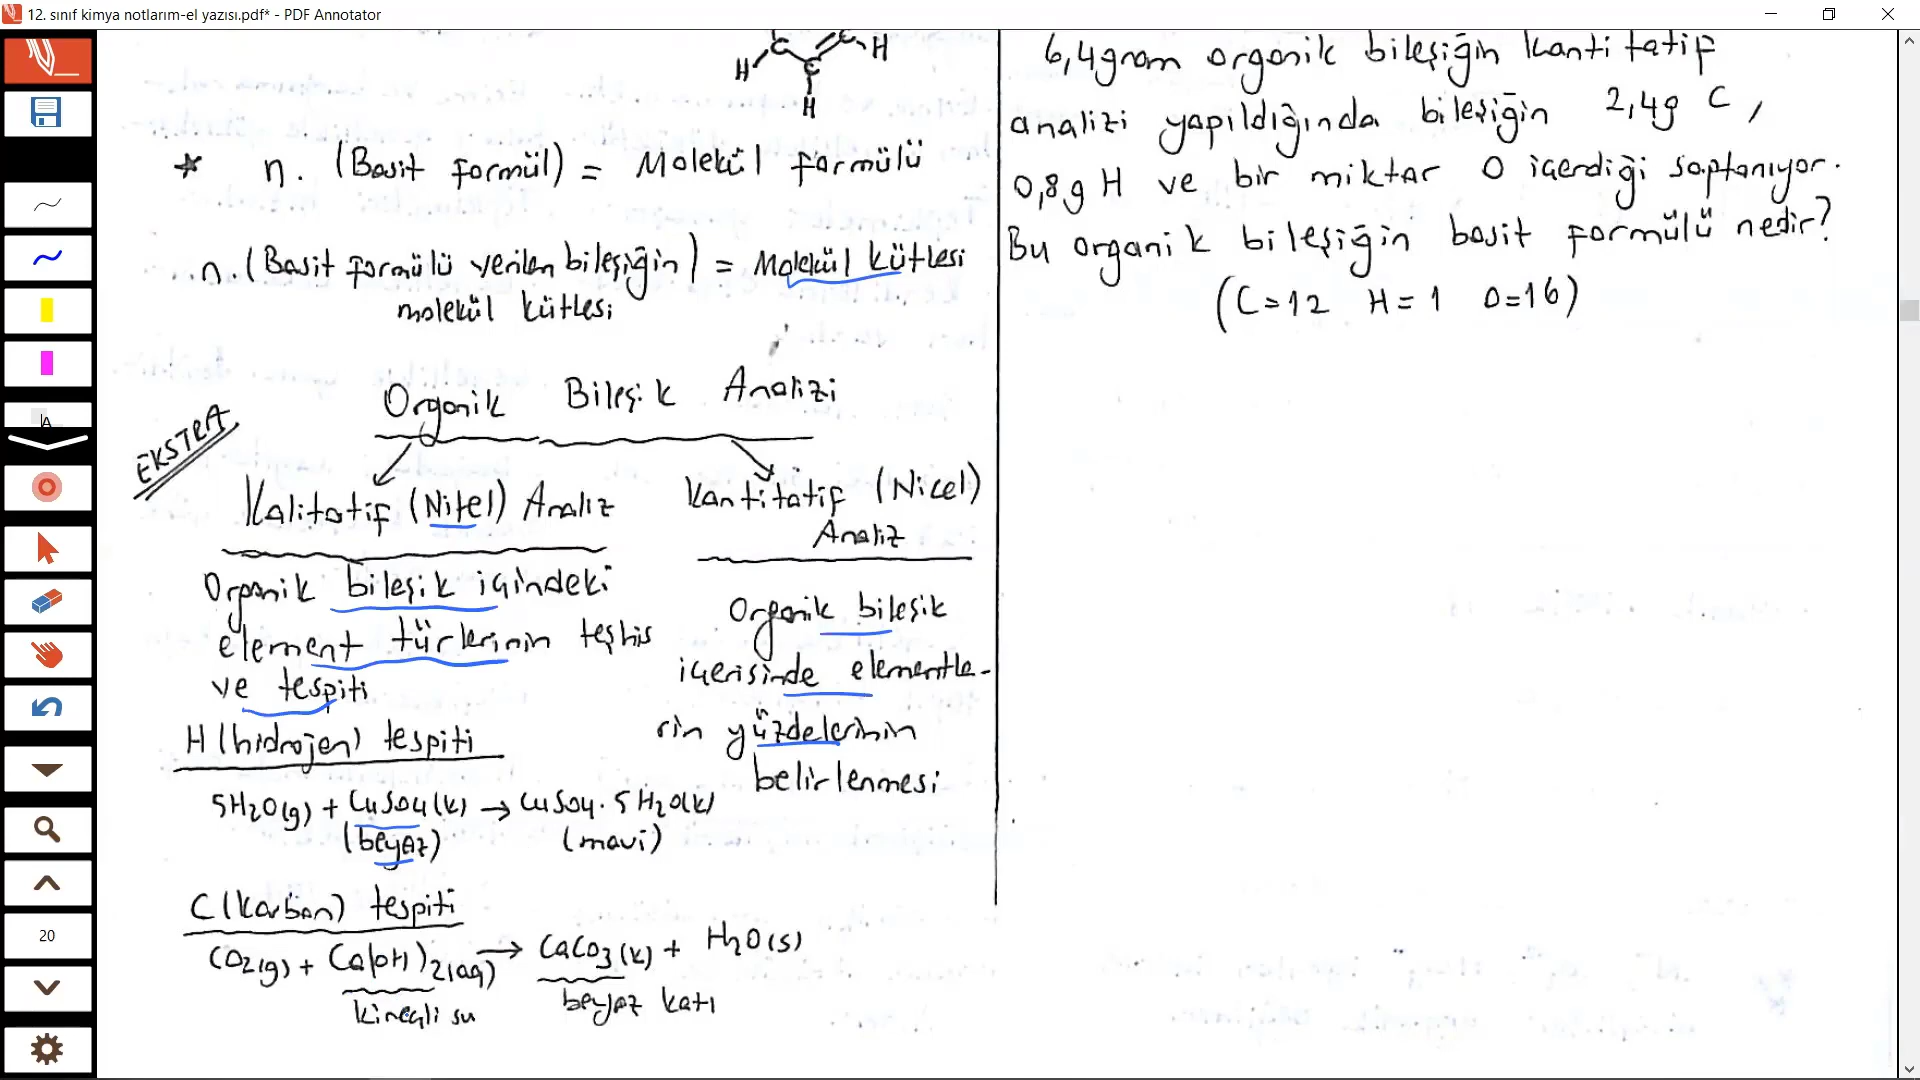 12. sınıf kimya notlarım-el yazısı.pdf* - PDF Annotator
H
H
C
C
H
* n. (Basit formül) = Molekül formülü
n. (Basit formülü verilen bileşiğin) = Molekül kütlesi
molekül kütlesi
EKSTRA
Organik Bileşik Analizi
Kalitatif (Nitel) Analiz
Organik bileşik içindeki
element türlerinin teşhis
ve tespiti
H (hidrojen) tespiti
5H2O(g) + CuSO4(k) → CuSO4.5H2O(k)
(beyaz) (mavi)
C (karbon) tespiti
CO2(g) + Ca(OH)2(aq) → CaCO3(k) + H2O(s)
kireçli su beyaz katı
Kantitatif (Nicel)
Analiz
Organik bileşik
içerisinde elementle-
rin yüzdelerinin
belirlenmesi
6,4gram organik bileşiğin kantitatif
analizi yapıldığında bileşiğin 2,4g C,
0,8g H ve bir miktar O içerdiği saptanıyor.
Bu organik bileşiğin basit formülü nedir?
(C=12 H=1 O=16)
A
20